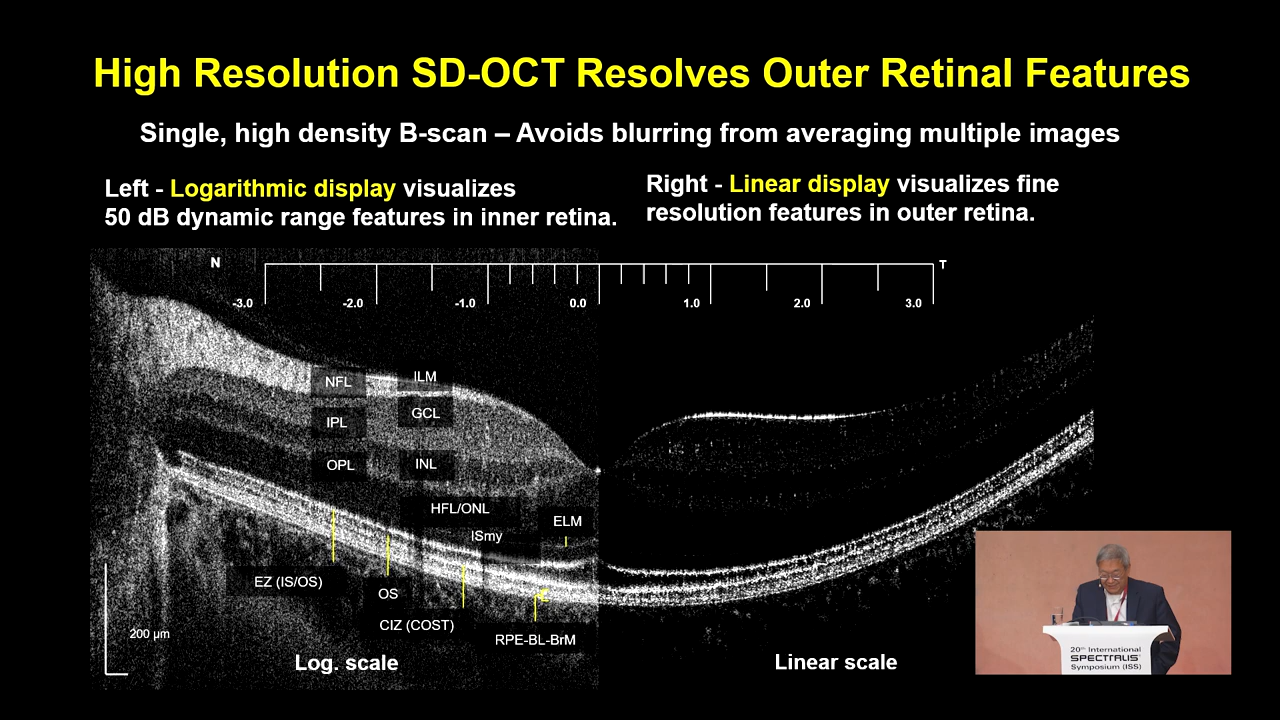 High Resolution SD-OCT Resolves Outer Retinal Features
Single, high density B-scan – Avoids blurring from averaging multiple images
Left - Logarithmic display visualizes
50 dB dynamic range features in inner retina.
Right - Linear display visualizes fine
resolution features in outer retina.
N
T
-3.0 -2.0 -1.0 0.0 1.0 2.0 3.0
NFL
ILM
IPL
GCL
OPL
INL
HFL/ONL
ELM
ISmy
EZ (IS/OS)
OS
CIZ (COST)
RPE-BL-BrM
200 µm
Log. scale
Linear scale
20th International
SPECTRALIS
Symposium (ISS)